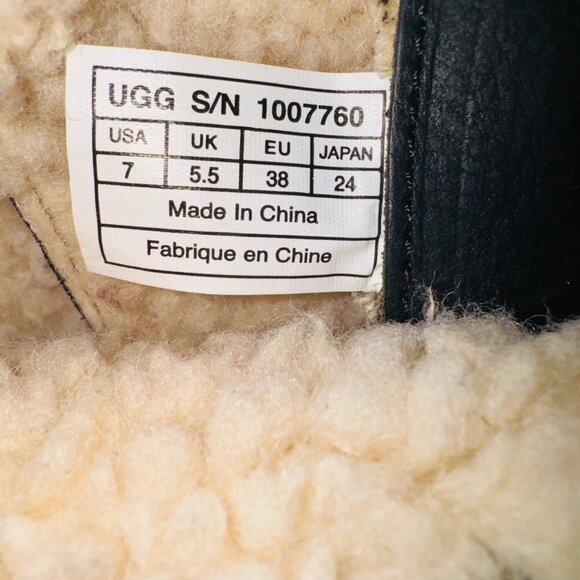 UGG S/N 1007760
USA UK EU JAPAN
7 5.5 38 24
Made In China
Fabrique en Chine